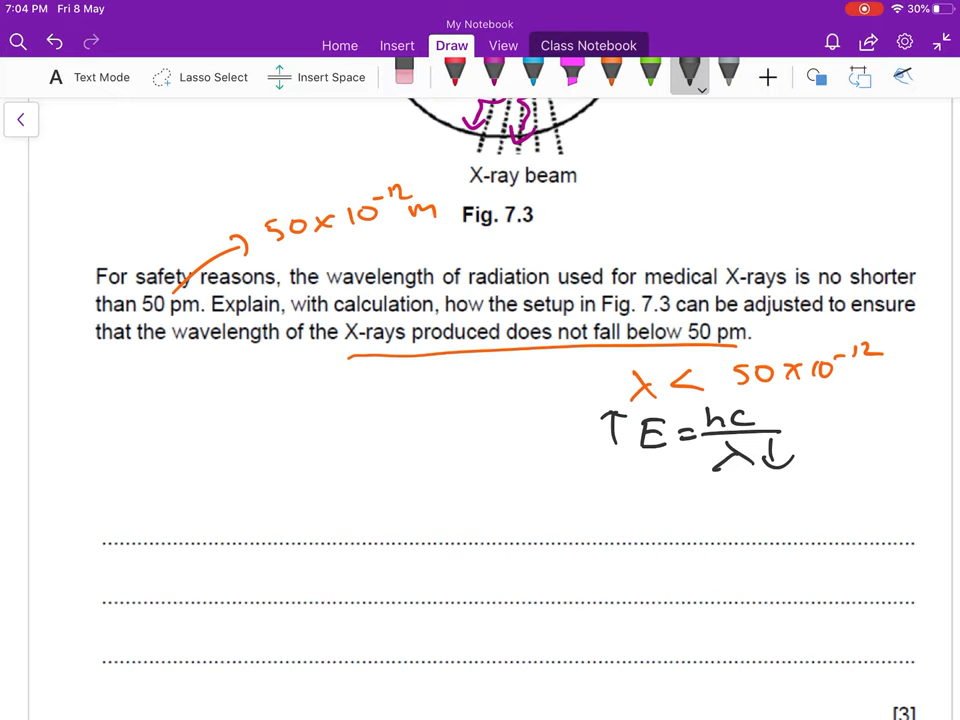 7:04 PM Fri 8 May
30%
My Notebook
Home Insert Draw View Class Notebook
A Text Mode Lasso Select Insert Space
X-ray beam
50 x 10⁻¹² m
Fig. 7.3
For safety reasons, the wavelength of radiation used for medical X-rays is no shorter
than 50 pm. Explain, with calculation, how the setup in Fig. 7.3 can be adjusted to ensure
that the wavelength of the X-rays produced does not fall below 50 pm.
λ < 50 x 10⁻¹²
↑ E = hc / λ ↓
[3]